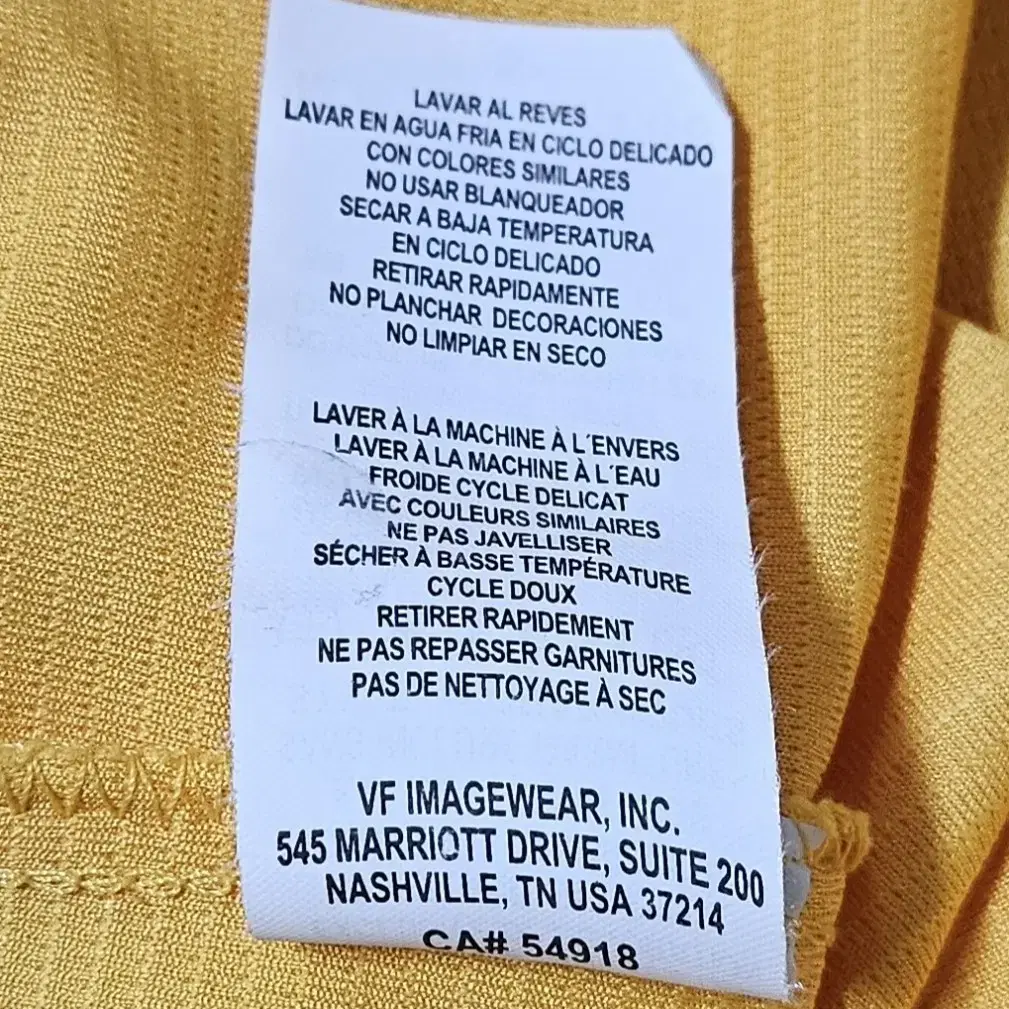 LAVAR AL REVES
LAVAR EN AGUA FRIA EN CICLO DELICADO
CON COLORES SIMILARES
NO USAR BLANQUEADOR
SECAR A BAJA TEMPERATURA
EN CICLO DELICADO
RETIRAR RAPIDAMENTE
NO PLANCHAR DECORACIONES
NO LIMPIAR EN SECO
LAVER À LA MACHINE À L´ENVERS
LAVER À LA MACHINE À L´EAU
FROIDE CYCLE DELICAT
AVEC COULEURS SIMILAIRES
NE PAS JAVELLISER
SÉCHER À BASSE TEMPÉRATURE
CYCLE DOUX
RETIRER RAPIDEMENT
NE PAS REPASSER GARNITURES
PAS DE NETTOYAGE À SEC
VF IMAGEWEAR, INC.
545 MARRIOTT DRIVE, SUITE 200
NASHVILLE, TN USA 37214
CA# 54918